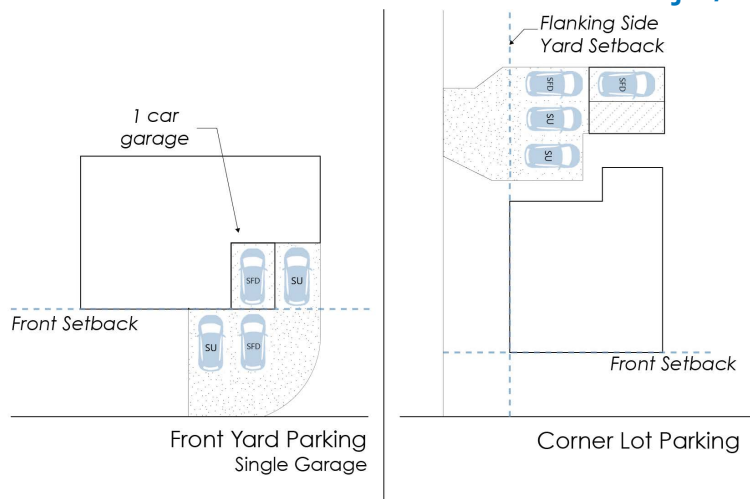 1 car
garage
SFD
SU
Front Setback
SU
SFD
Front Yard Parking
Single Garage
Flanking Side
Yard Setback
SFD
SFD
SU
SU
Front Setback
Corner Lot Parking